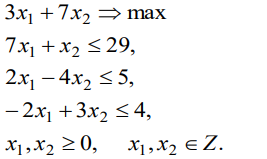 3x₁ + 7x₂ ⇒ max
7x₁ + x₂ ≤ 29,
2x₁ − 4x₂ ≤ 5,
− 2x₁ + 3x₂ ≤ 4,
x₁, x₂ ≥ 0, x₁, x₂ ∈ Z.